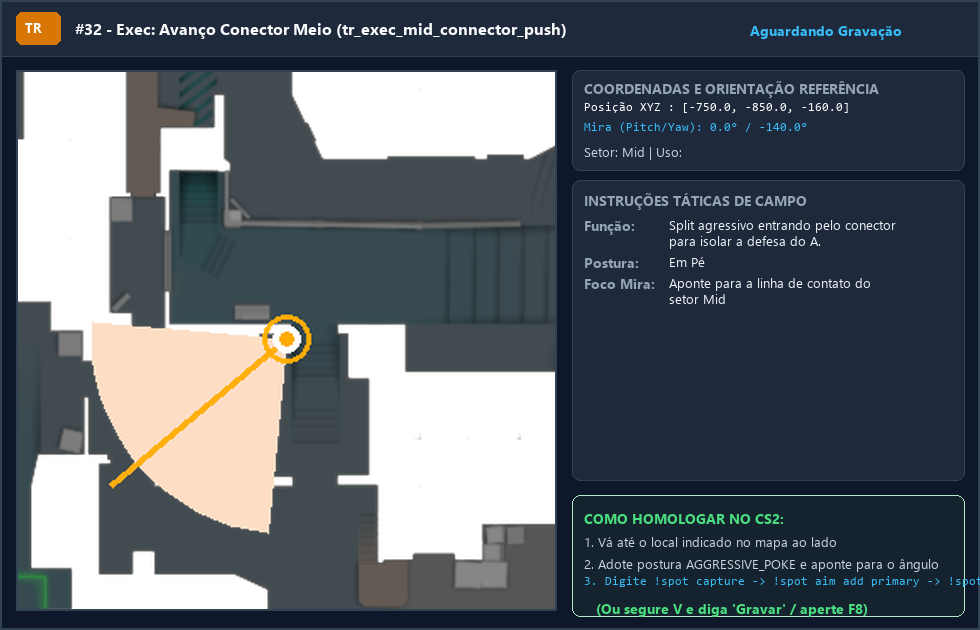 TR
#32 - Exec: Avanço Conector Meio (tr_exec_mid_connector_push)
Aguardando Gravação
COORDENADAS E ORIENTAÇÃO REFERÊNCIA
Posição XYZ : [-750.0, -850.0, -160.0]
Mira (Pitch/Yaw): 0.0° / -140.0°
Setor: Mid | Uso:
INSTRUÇÕES TÁTICAS DE CAMPO
Função: Split agressivo entrando pelo conector
para isolar a defesa do A.
Postura: Em Pé
Foco Mira: Aponte para a linha de contato do
setor Mid
COMO HOMOLOGAR NO CS2:
1. Vá até o local indicado no mapa ao lado
2. Adote postura AGGRESSIVE_POKE e aponte para o ângulo
3. Digite !spot capture -> !spot aim add primary -> !spot
(Ou segure V e diga 'Gravar' / aperte F8)